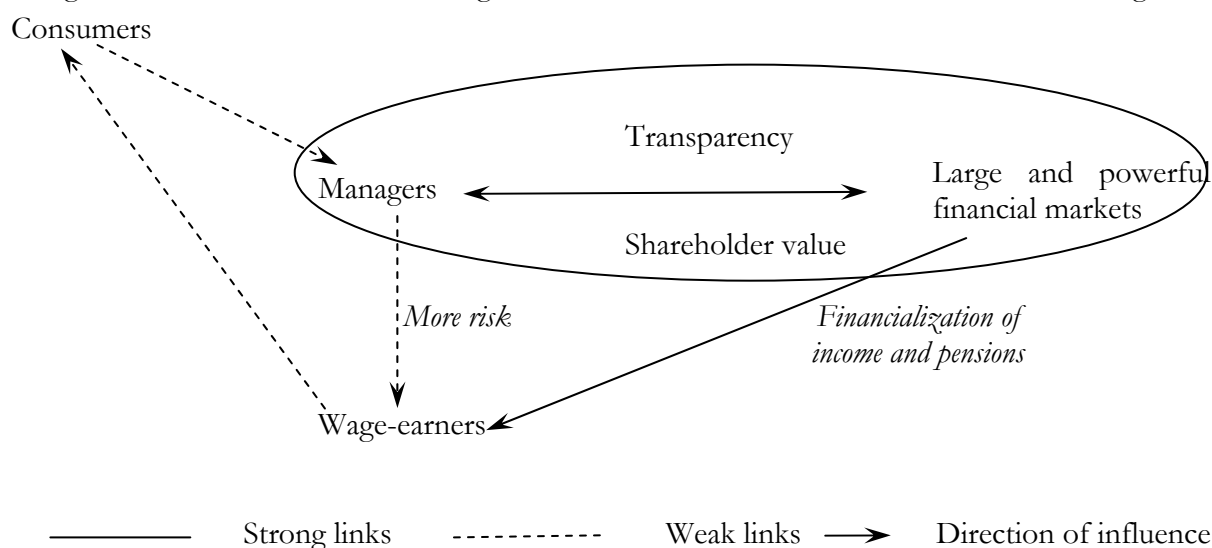 Consumers
Transparency
Managers
Large and powerful
financial markets
Shareholder value
More risk
Financialization of
income and pensions
Wage-earners
Strong links Weak links Direction of influence